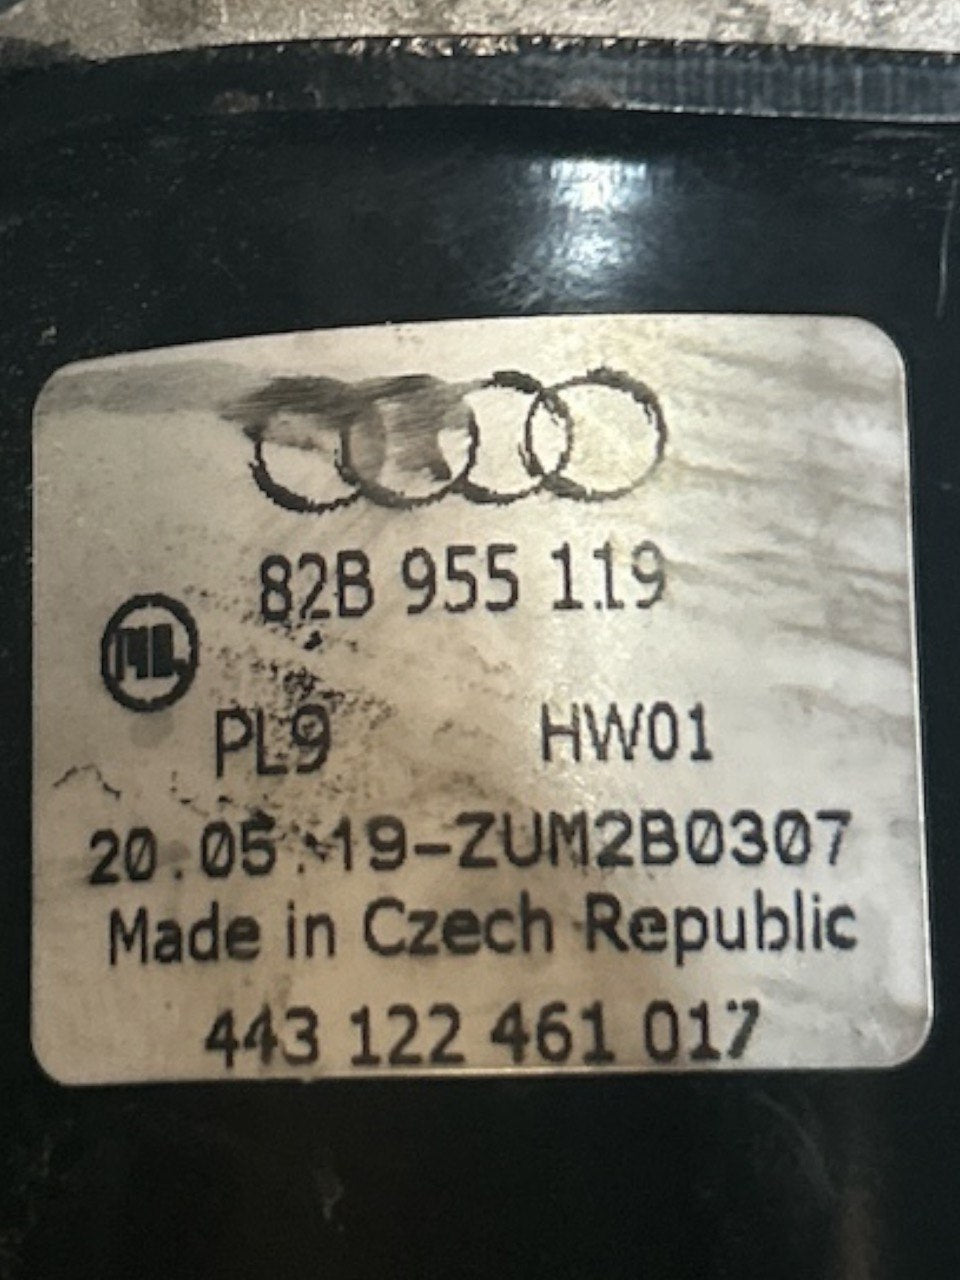 82B 955 119
PL9 HW01
20.05.19-ZUM2B0307
Made in Czech Republic
443 122 461 017